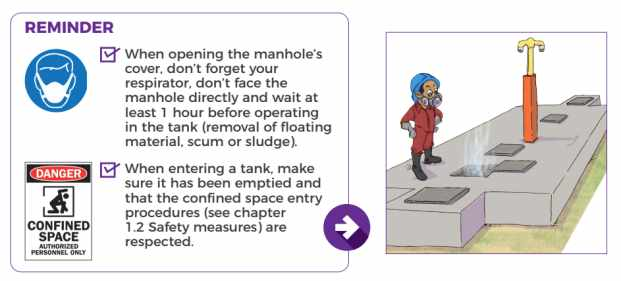 REMINDER
When opening the manhole's
cover, don't forget your
respirator, don't face the
manhole directly and wait at
least 1 hour before operating
in the tank (removal of floating
material, scum or sludge).
DANGER
CONFINED
SPACE
AUTHORIZED
PERSONNEL ONLY
When entering a tank, make
sure it has been emptied and
that the confined space entry
procedures (see chapter
1.2 Safety measures) are
respected.